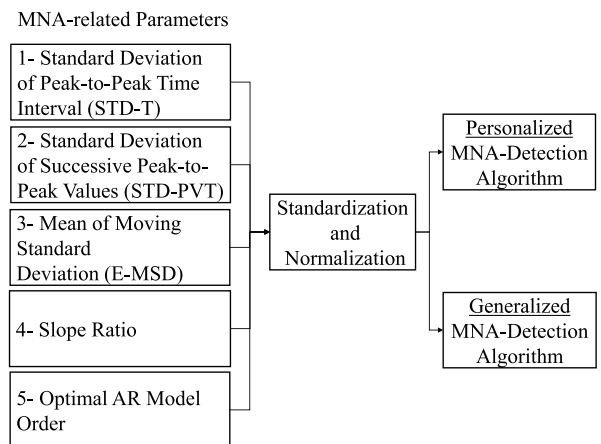 MNA-related Parameters
1- Standard Deviation
of Peak-to-Peak Time
Interval (STD-T)
2- Standard Deviation
of Successive Peak-to-
Peak Values (STD-PVT)
3- Mean of Moving
Standard
Deviation (E-MSD)
4- Slope Ratio
5- Optimal AR Model
Order
Standardization
and
Normalization
Personalized
MNA-Detection
Algorithm
Generalized
MNA-Detection
Algorithm